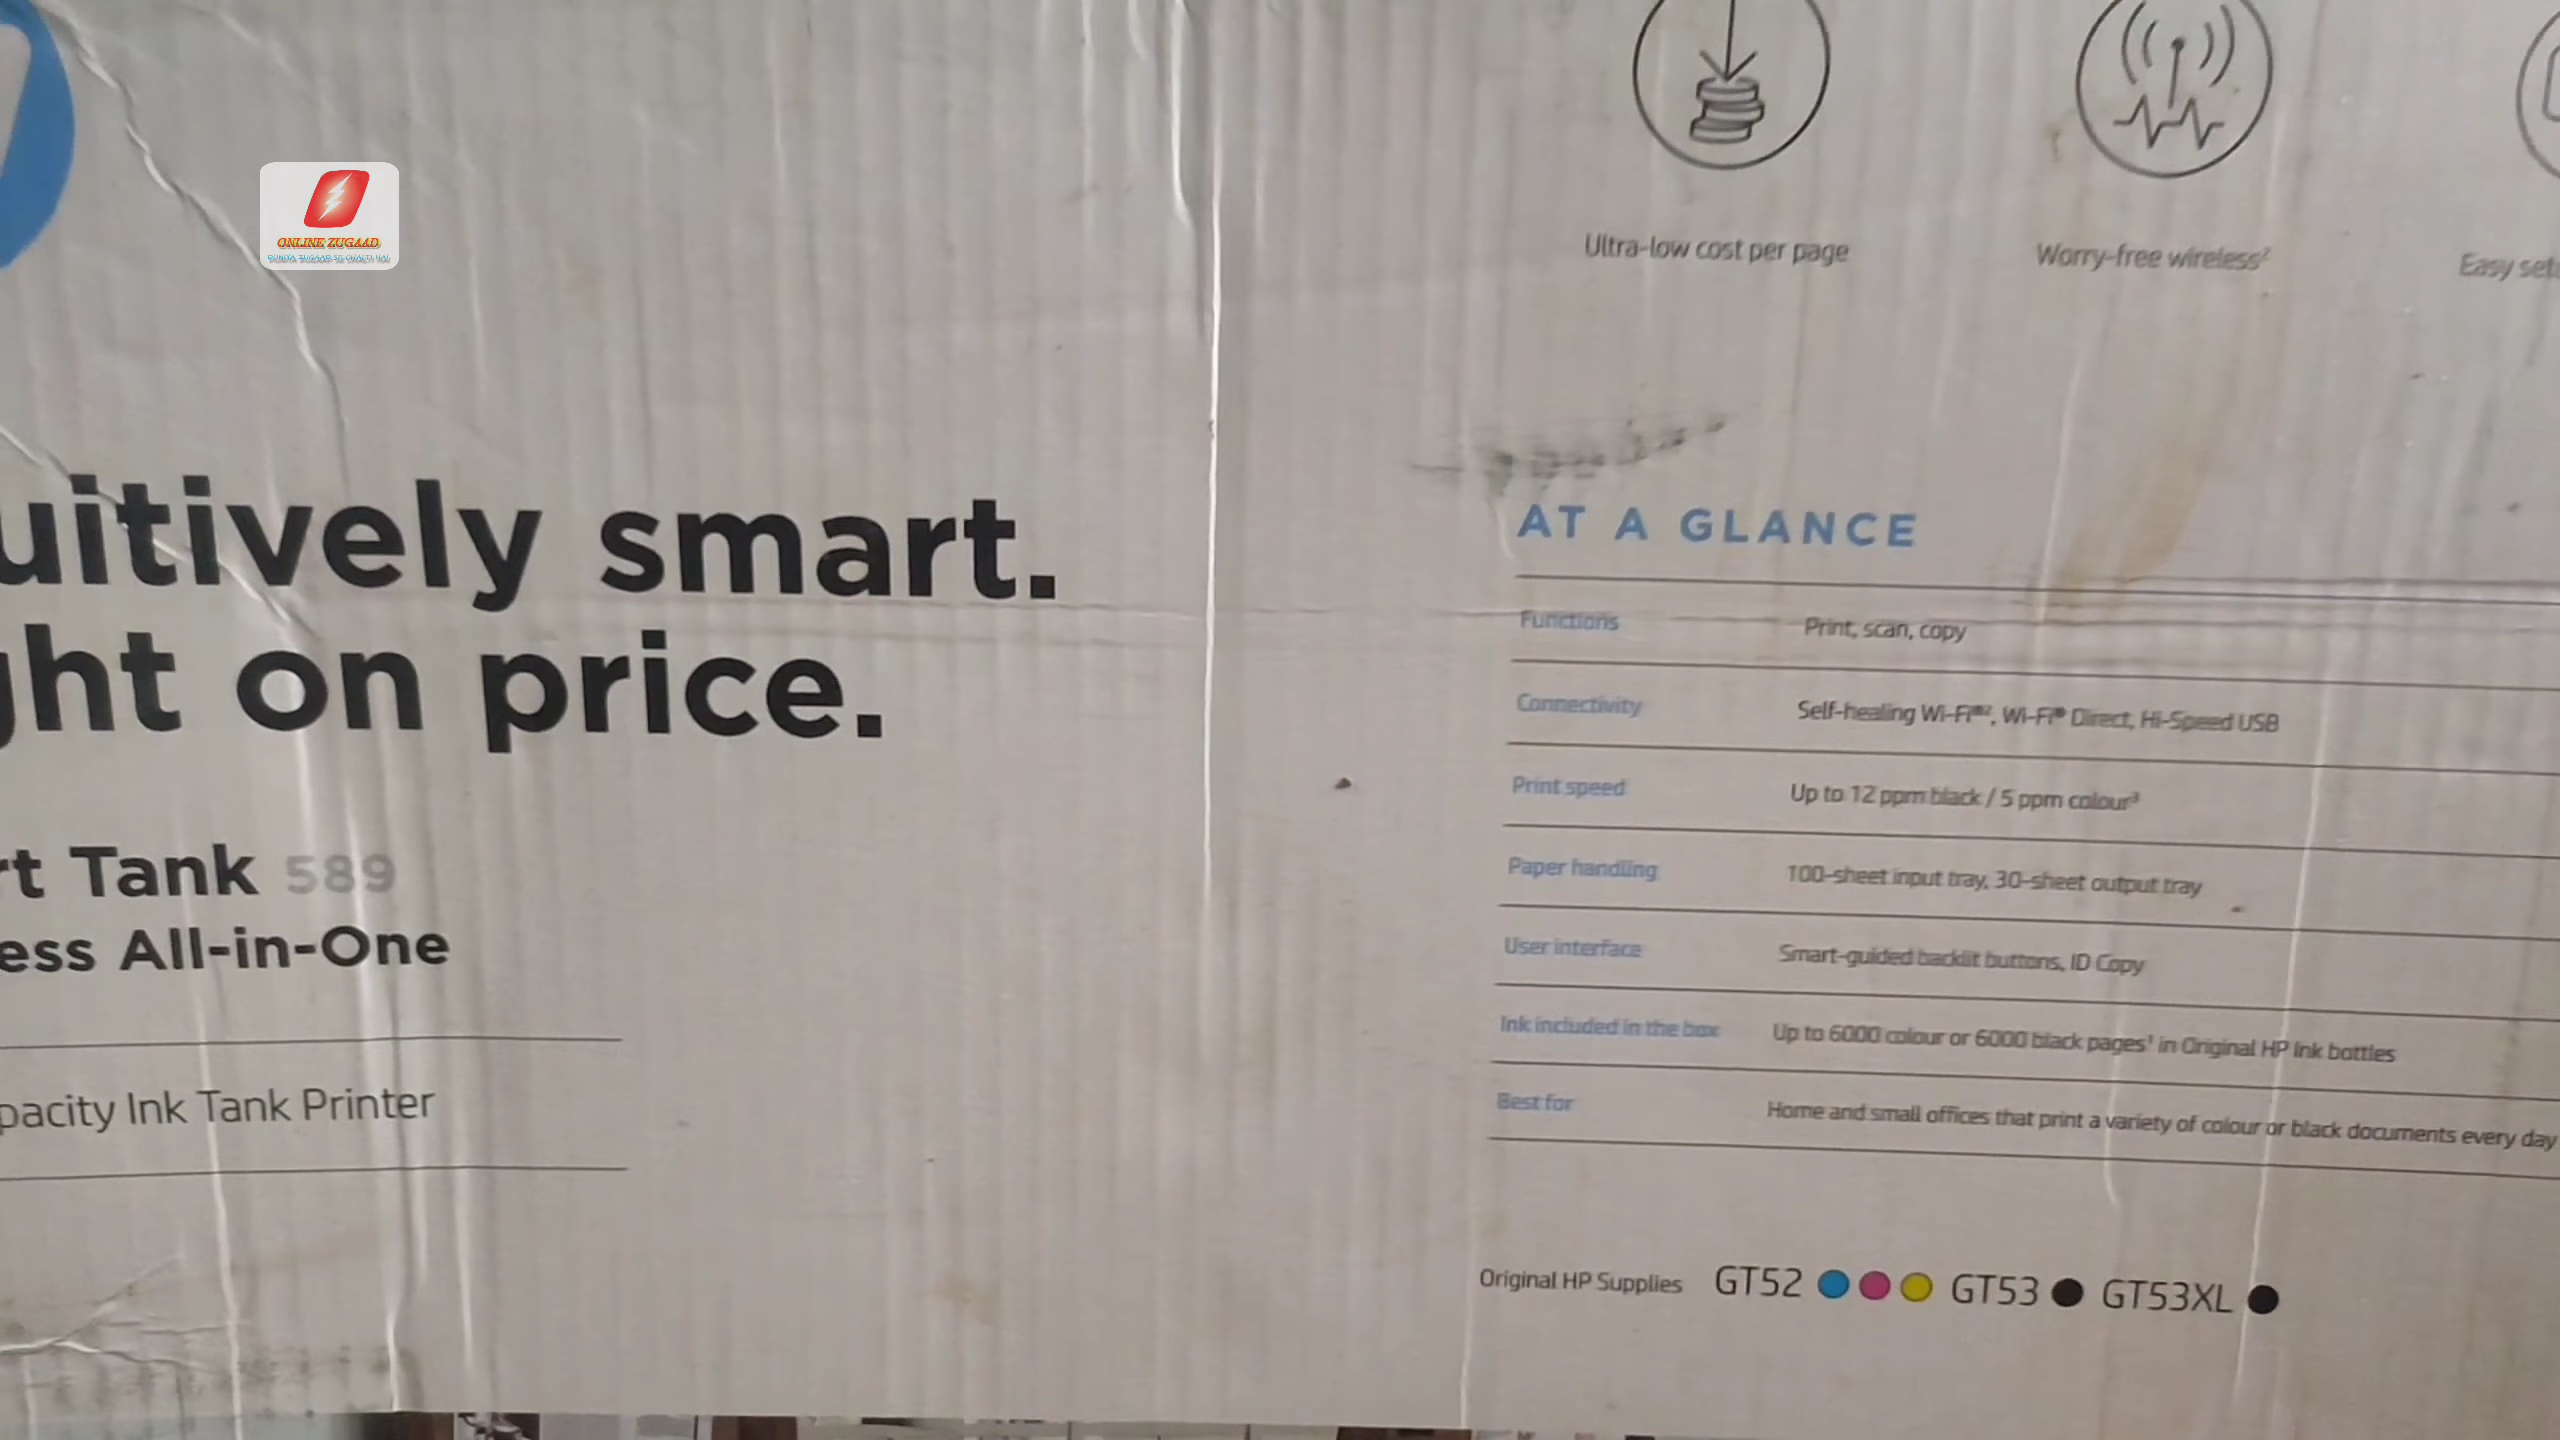 ONLINE ZUGAAD
Ultra-low cost per page
Worry-free wireless²
Easy
uitively smart.
ght on price.
rt Tank 589
ess All-in-One
pacity Ink Tank Printer
AT A GLANCE
Functions Print, scan, copy
Connectivity Self-healing Wi-Fi®², Wi-Fi® Direct, Hi-Speed USB
Print speed Up to 12 ppm black / 5 ppm colour³
Paper handling 100-sheet input tray, 30-sheet output tray
User interface Smart-guided backlit buttons, ID Copy
Ink included in the box Up to 6000 colour or 6000 black pages¹ in Original HP Ink bottles
Best for Home and small offices that print a variety of colour or black documents every day
Original HP Supplies GT52 GT53 GT53XL